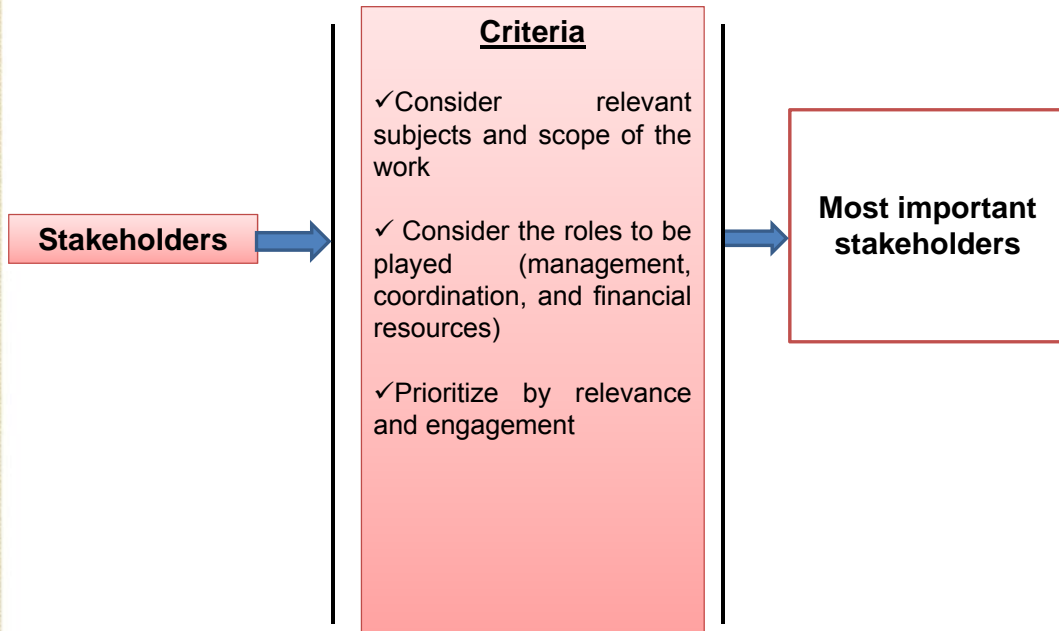 Criteria
✓Consider relevant
subjects and scope of the
work
✓ Consider the roles to be
played (management,
coordination, and financial
resources)
✓Prioritize by relevance
and engagement
Stakeholders
Most important
stakeholders